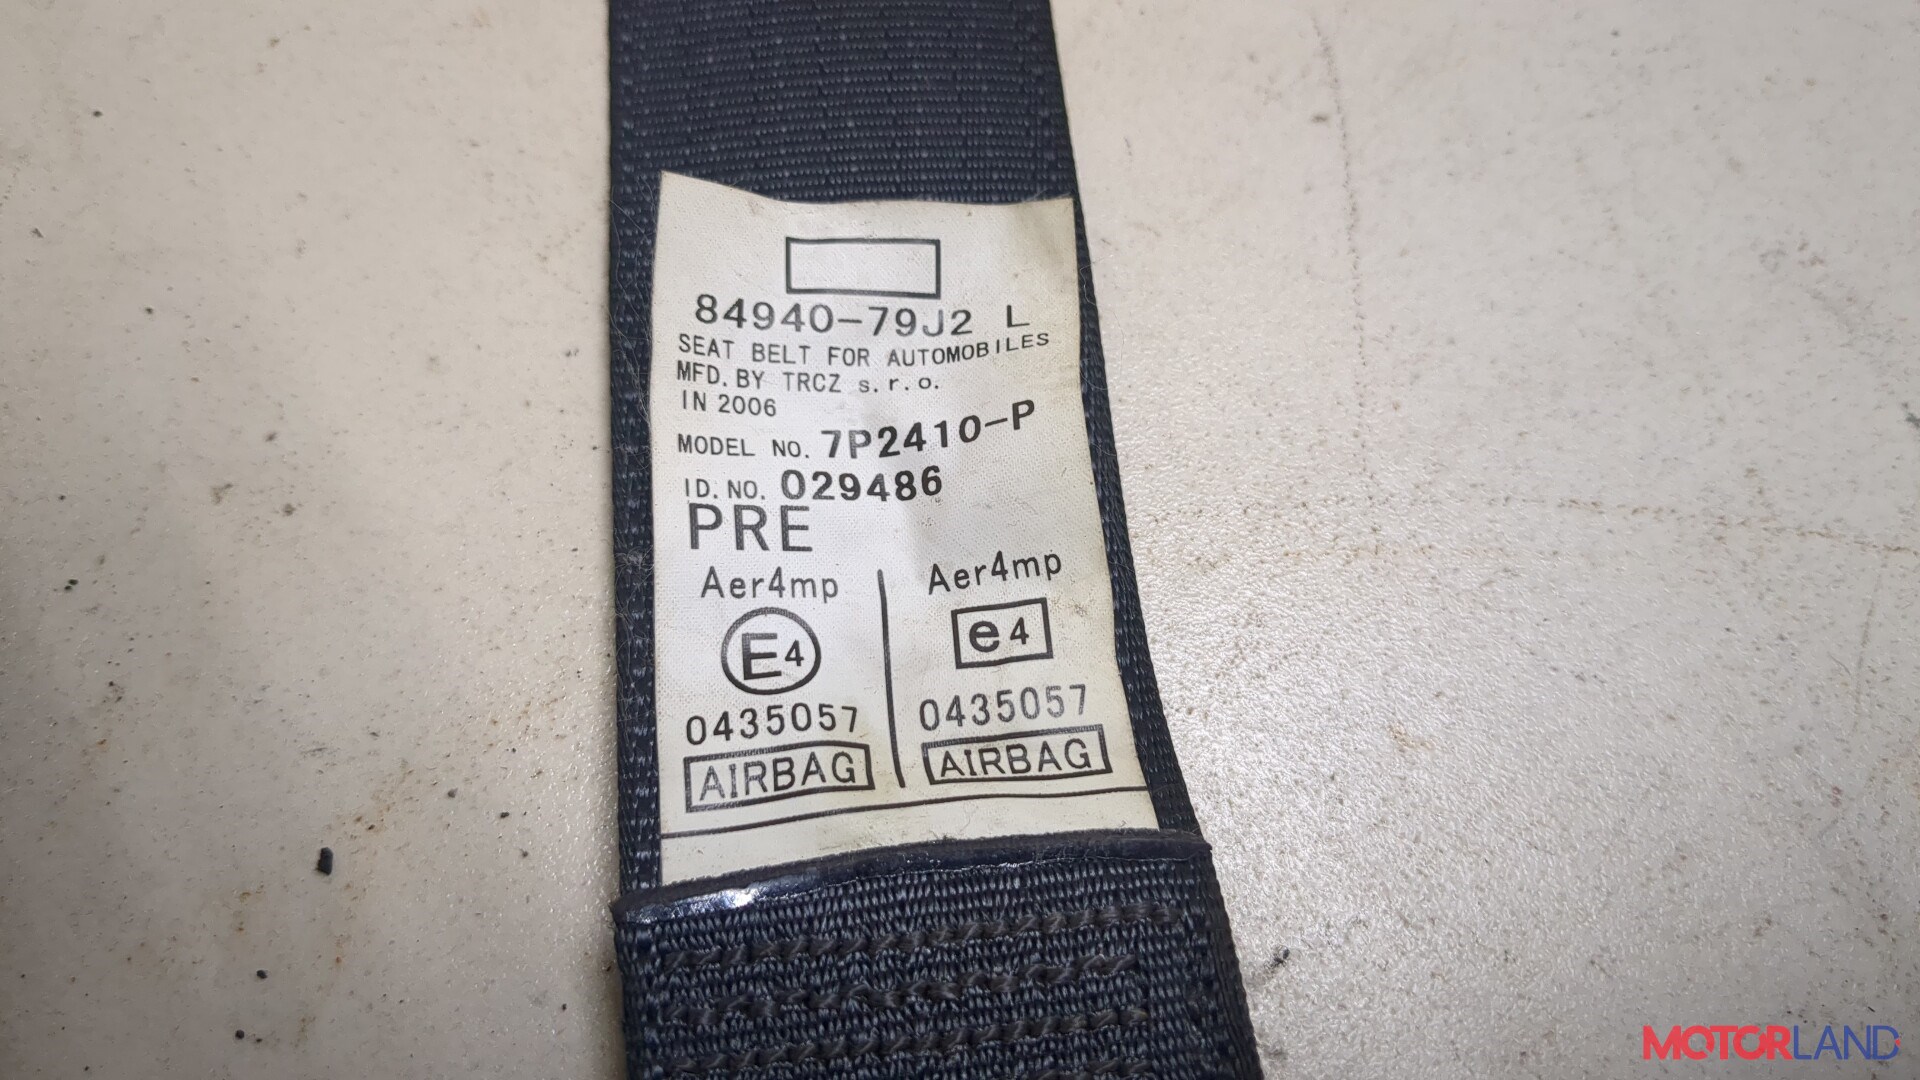 84940-79J2 L
SEAT BELT FOR AUTOMOBILES
MFD. BY TRCZ s.r.o.
IN 2006
MODEL NO. 7P2410-P
ID. NO. 029486
PRE
Aer4mp
E4
0435057
AIRBAG
Aer4mp
e4
0435057
AIRBAG
MOTORLAND